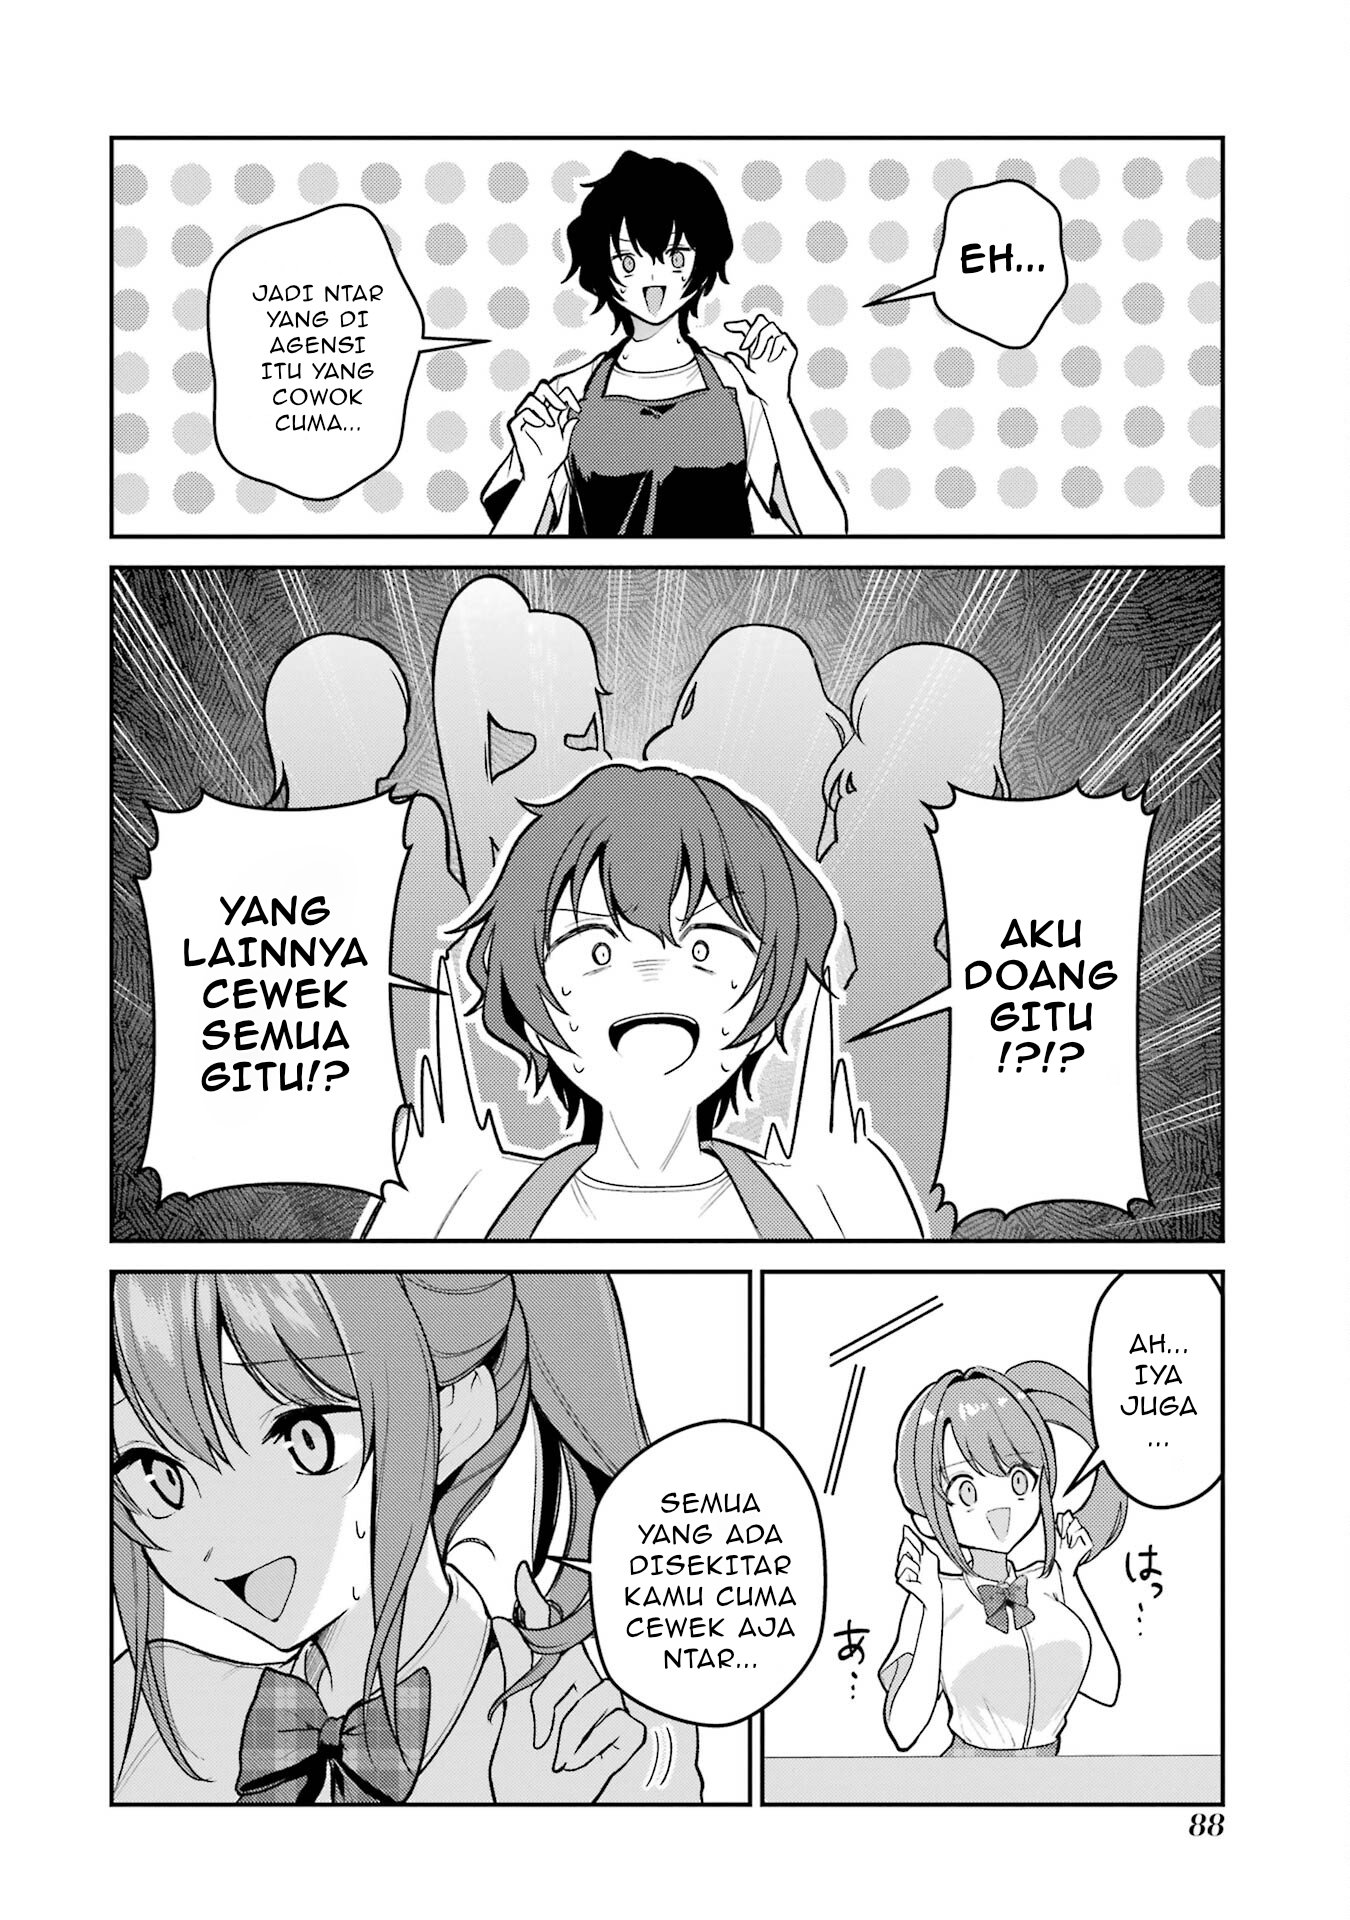 EH...
JADI NTAR
YANG DI
AGENSI
ITU YANG
COWOK
CUMA...
AKU
DOANG
GITU
!?!?
YANG
LAINNYA
CEWEK
SEMUA
GITU!?
AH...
IYA
JUGA
...
はっ…
あ…
SEMUA
YANG ADA
DISEKITAR
KAMU CUMA
CEWEK AJA
NTAR...
88